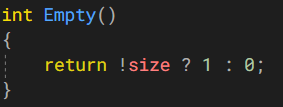 int Empty()
{
    return !size ? 1 : 0;
}